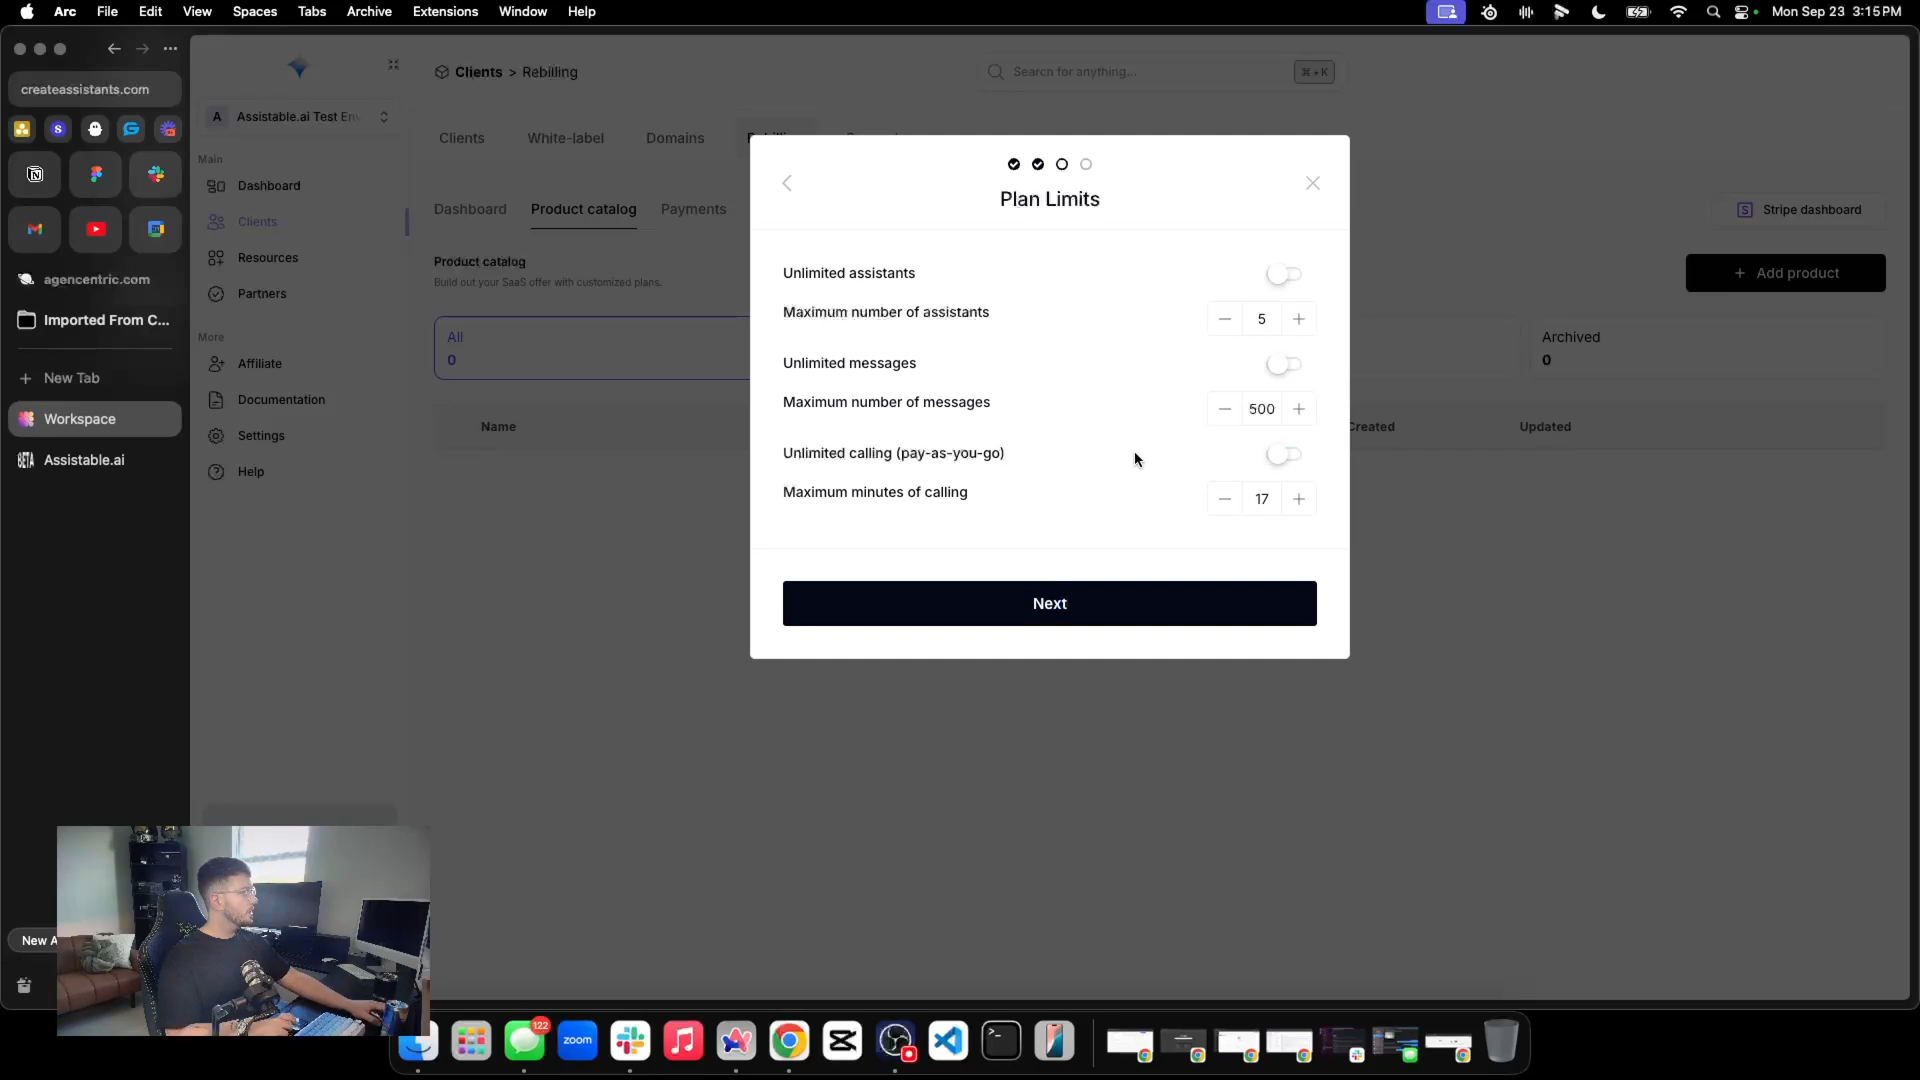 Arc File Edit View Spaces Tabs Archive Extensions Window Help
Mon Sep 23 3:15PM
createassistants.com
S
agencentric.com
Imported From C...
New Tab
Workspace
BETA Assistable.ai
New A
A Assistable.ai Test En
Main
Dashboard
Clients
Resources
Partners
More
Affiliate
Documentation
Settings
Help
Clients > Rebilling
Search for anything...
⌘ + K
Clients White-label Domains
Dashboard Product catalog Payments
S Stripe dashboard
Product catalog
Build out your SaaS offer with customized plans.
+ Add product
All
0
Archived
0
Name Created Updated
Plan Limits
Unlimited assistants
Maximum number of assistants
5
Unlimited messages
Maximum number of messages
500
Unlimited calling (pay-as-you-go)
Maximum minutes of calling
17
Next
122
zoom